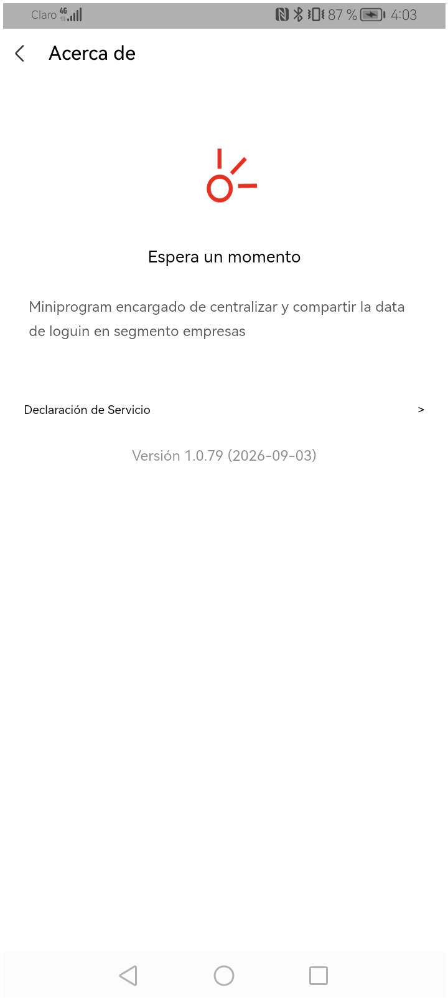 Claro 4G 87 % 4:03
Acerca de
Espera un momento
Miniprogram encargado de centralizar y compartir la data
de loguin en segmento empresas
Declaración de Servicio >
Versión 1.0.79 (2026-09-03)